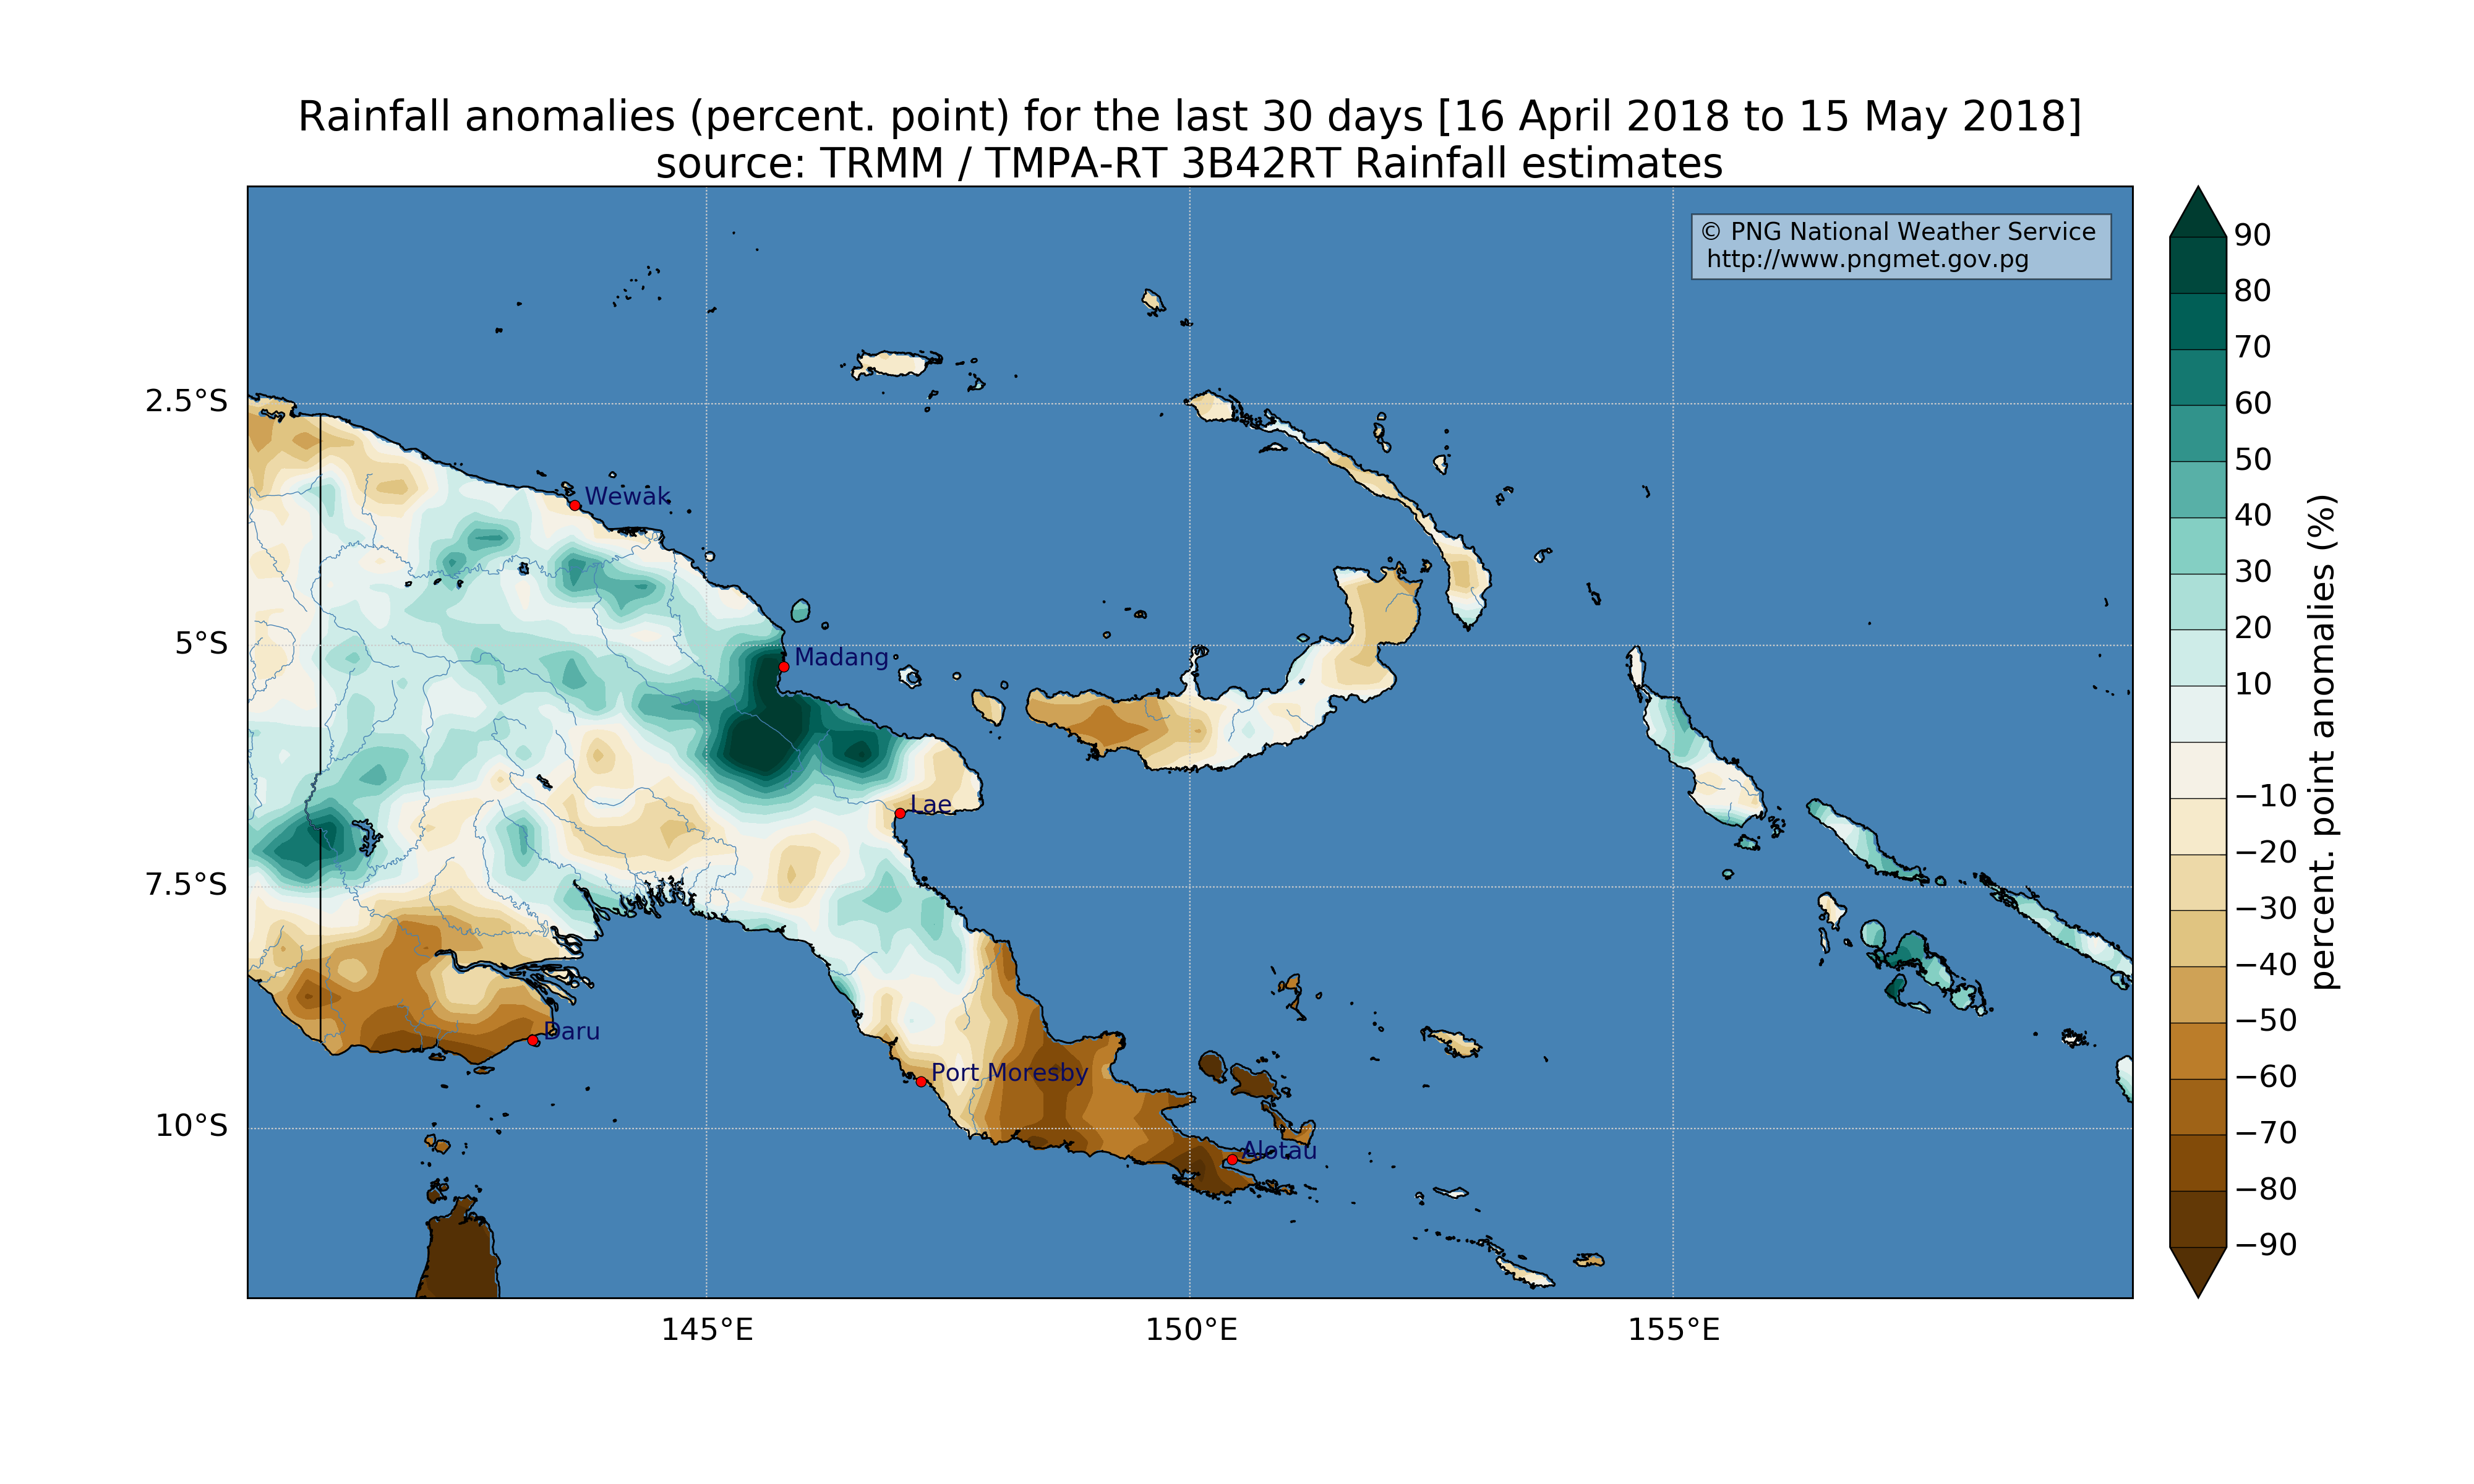 Rainfall anomalies (percent. point) for the last 30 days [16 April 2018 to 15 May 2018]
source: TRMM / TMPA-RT 3B42RT Rainfall estimates
© PNG National Weather Service
http://www.pngmet.gov.pg
2.5°S
5°S
7.5°S
10°S
145°E
150°E
155°E
Wewak
Madang
Lae
Daru
Port Moresby
Alotau
90
80
70
60
50
40
30
20
10
−10
−20
−30
−40
−50
−60
−70
−80
−90
percent. point anomalies (%)